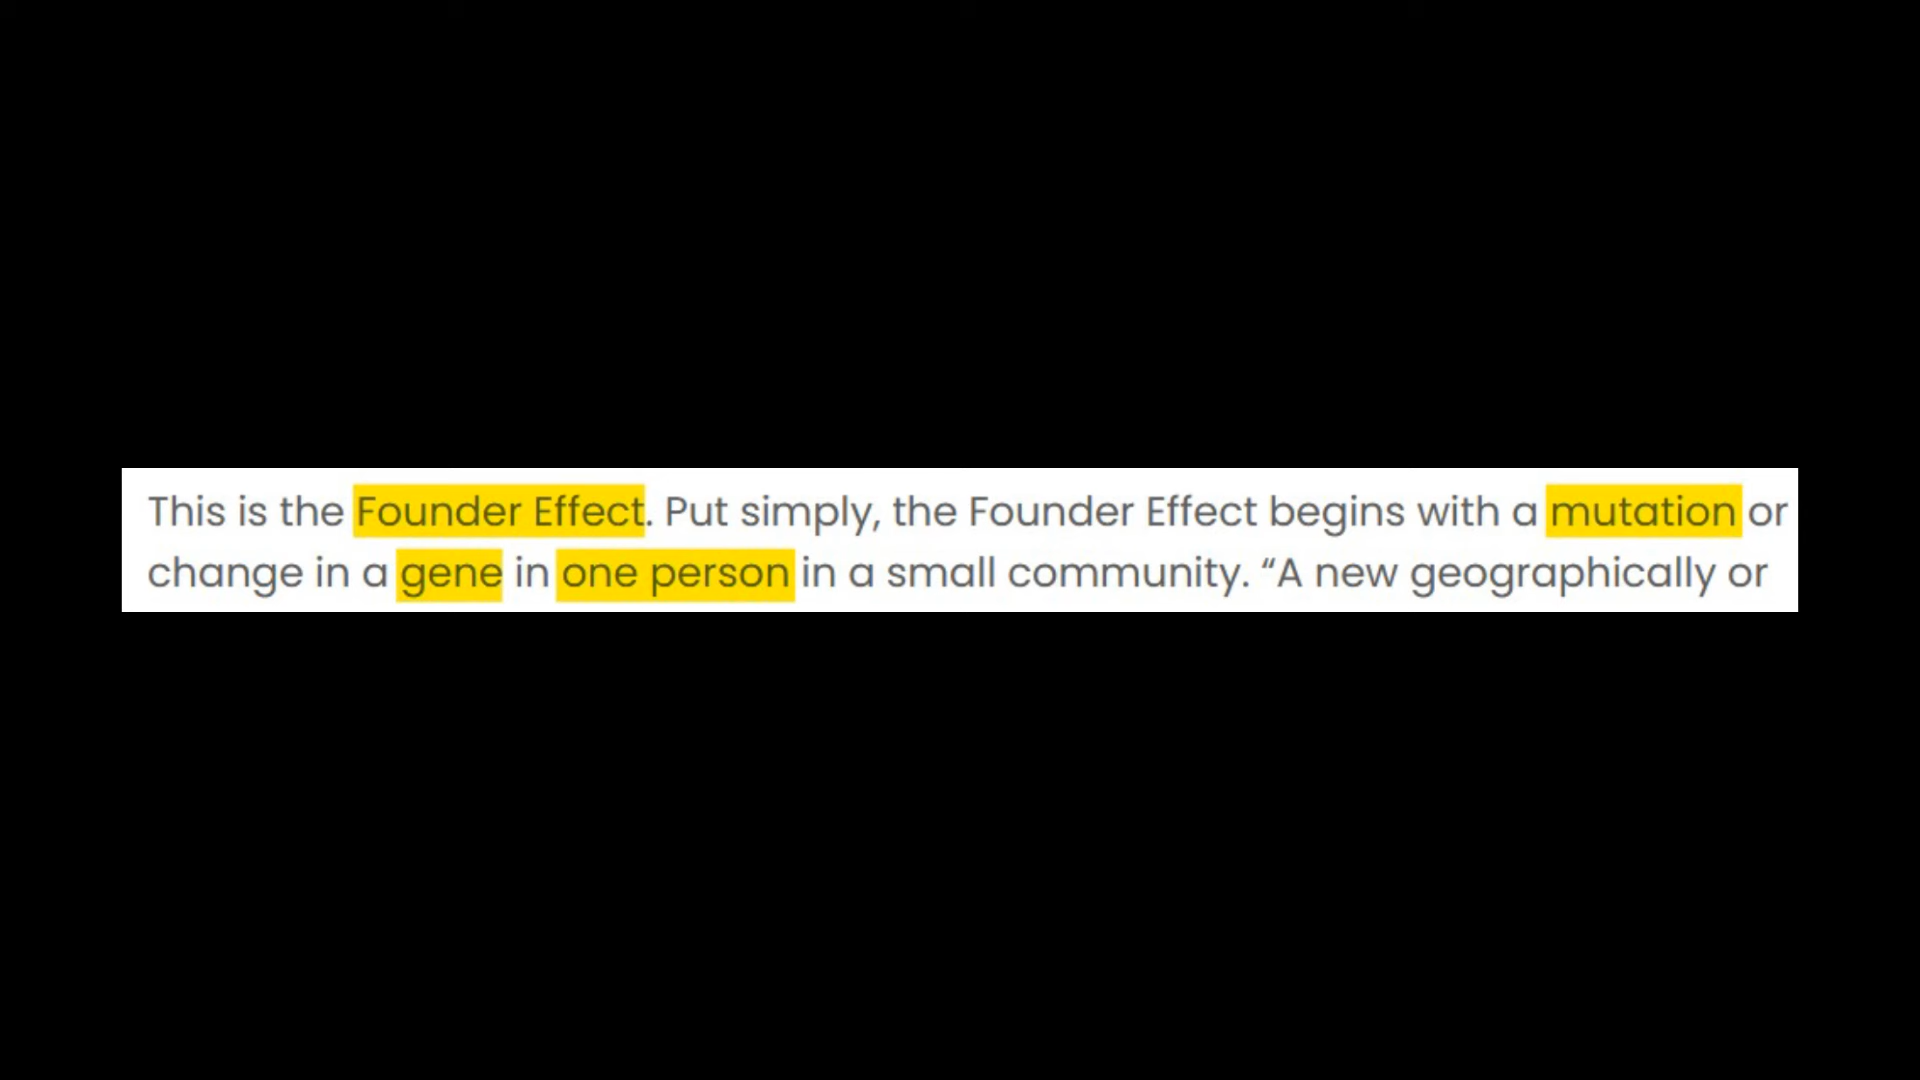 This is the Founder Effect. Put simply, the Founder Effect begins with a mutation or
change in a gene in one person in a small community. “A new geographically or